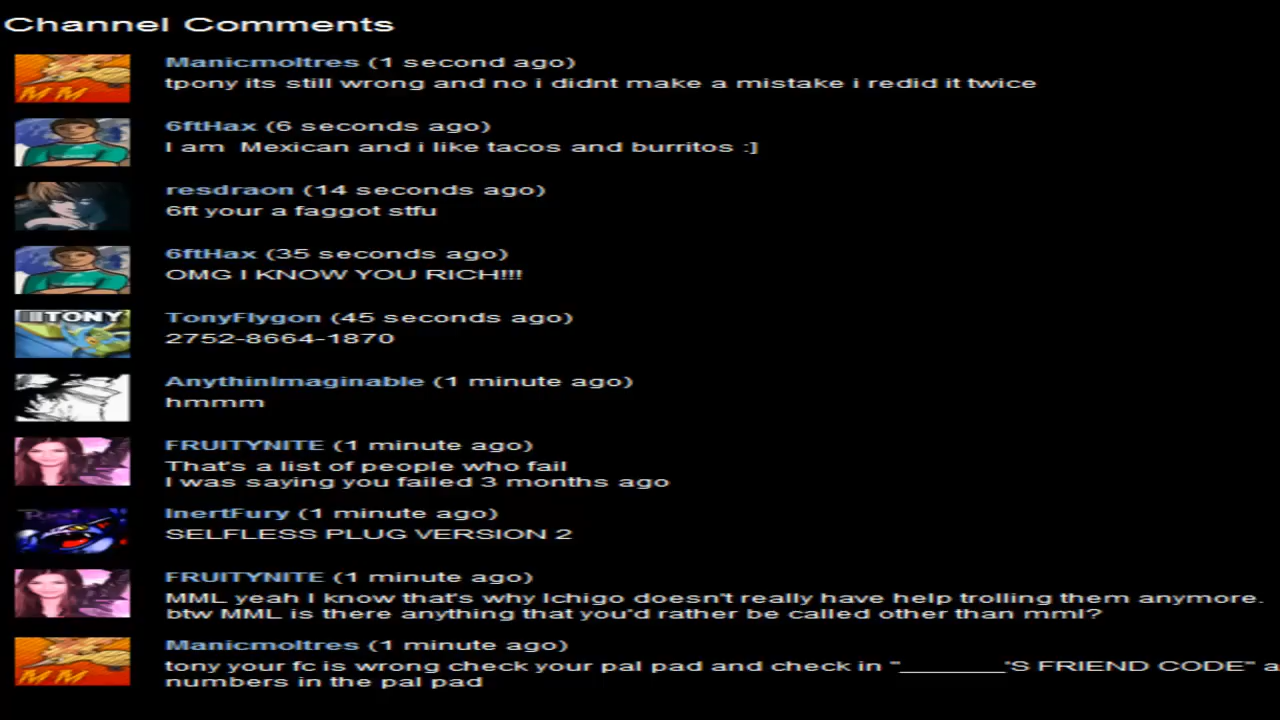 Channel Comments
Manicmoltres (1 second ago)
tpony its still wrong and no i didnt make a mistake i redid it twice
6ftHax (6 seconds ago)
I am  Mexican and i like tacos and burritos :]
resdraon (14 seconds ago)
6ft your a faggot stfu
6ftHax (35 seconds ago)
OMG I KNOW YOU RICH!!!
TONY
TonyFlygon (45 seconds ago)
2752-8664-1870
AnythinImaginable (1 minute ago)
hmmm
FRUITYNITE (1 minute ago)
That's a list of people who fail
I was saying you failed 3 months ago
InertFury (1 minute ago)
SELFLESS PLUG VERSION 2
FRUITYNITE (1 minute ago)
MML yeah I know that's why Ichigo doesn't really have help trolling them anymore.
btw MML is there anything that you'd rather be called other than mml?
Manicmoltres (1 minute ago)
MM
tony your fc is wrong check your pal pad and check in "________'S FRIEND CODE" a
numbers in the pal pad